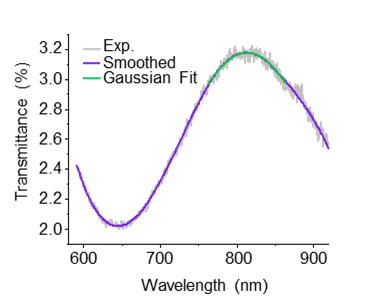 Exp.
Smoothed
Gaussian Fit
Transmittance (%)
3.2
3.0
2.8
2.6
2.4
2.2
2.0
600 700 800 900
Wavelength (nm)